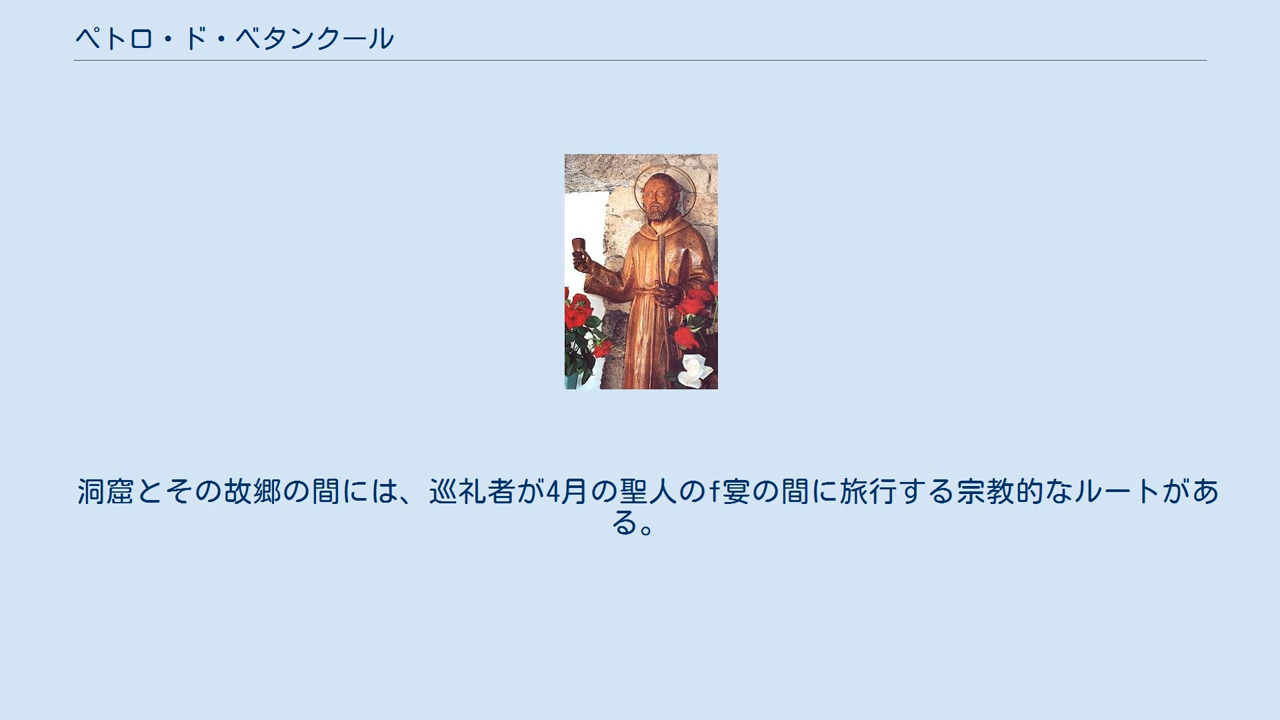 ペトロ・ド・ベタンクール
洞窟とその故郷の間には、巡礼者が4月の聖人のf宴の間に旅行する宗教的なルートがあ
る。